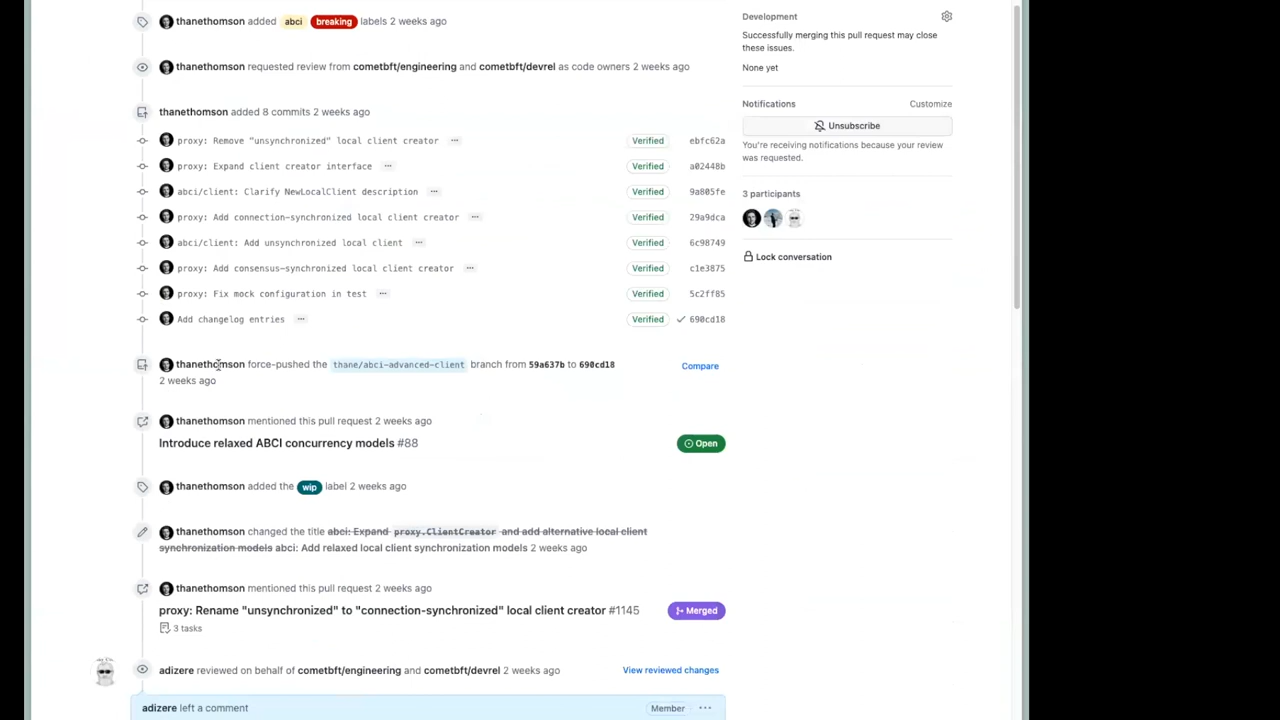 thanethomson added abci breaking labels 2 weeks ago
thanethomson requested review from cometbft/engineering and cometbft/devrel as code owners 2 weeks ago
thanethomson added 8 commits 2 weeks ago
proxy: Remove "unsynchronized" local client creator ... Verified ebfc62a
proxy: Expand client creator interface ... Verified a02448b
abci/client: Clarify NewLocalClient description ... Verified 9a805fe
proxy: Add connection-synchronized local client creator ... Verified 29a9dca
abci/client: Add unsynchronized local client ... Verified 6c98749
proxy: Add consensus-synchronized local client creator ... Verified c1e3875
proxy: Fix mock configuration in test ... Verified 5c2ff85
Add changelog entries ... Verified 690cd18
thanethomson force-pushed the thane/abci-advanced-client branch from 59a637b to 690cd18 Compare
2 weeks ago
thanethomson mentioned this pull request 2 weeks ago
Introduce relaxed ABCI concurrency models #88 Open
thanethomson added the wip label 2 weeks ago
thanethomson changed the title abci: Expand proxy.ClientCreator and add alternative local client
synchronization models abci: Add relaxed local client synchronization models 2 weeks ago
thanethomson mentioned this pull request 2 weeks ago
proxy: Rename "unsynchronized" to "connection-synchronized" local client creator #1145 Merged
3 tasks
adizere reviewed on behalf of cometbft/engineering and cometbft/devrel 2 weeks ago View reviewed changes
adizere left a comment Member ...
Development
Successfully merging this pull request may close
these issues.
None yet
Notifications Customize
Unsubscribe
You're receiving notifications because your review
was requested.
3 participants
Lock conversation